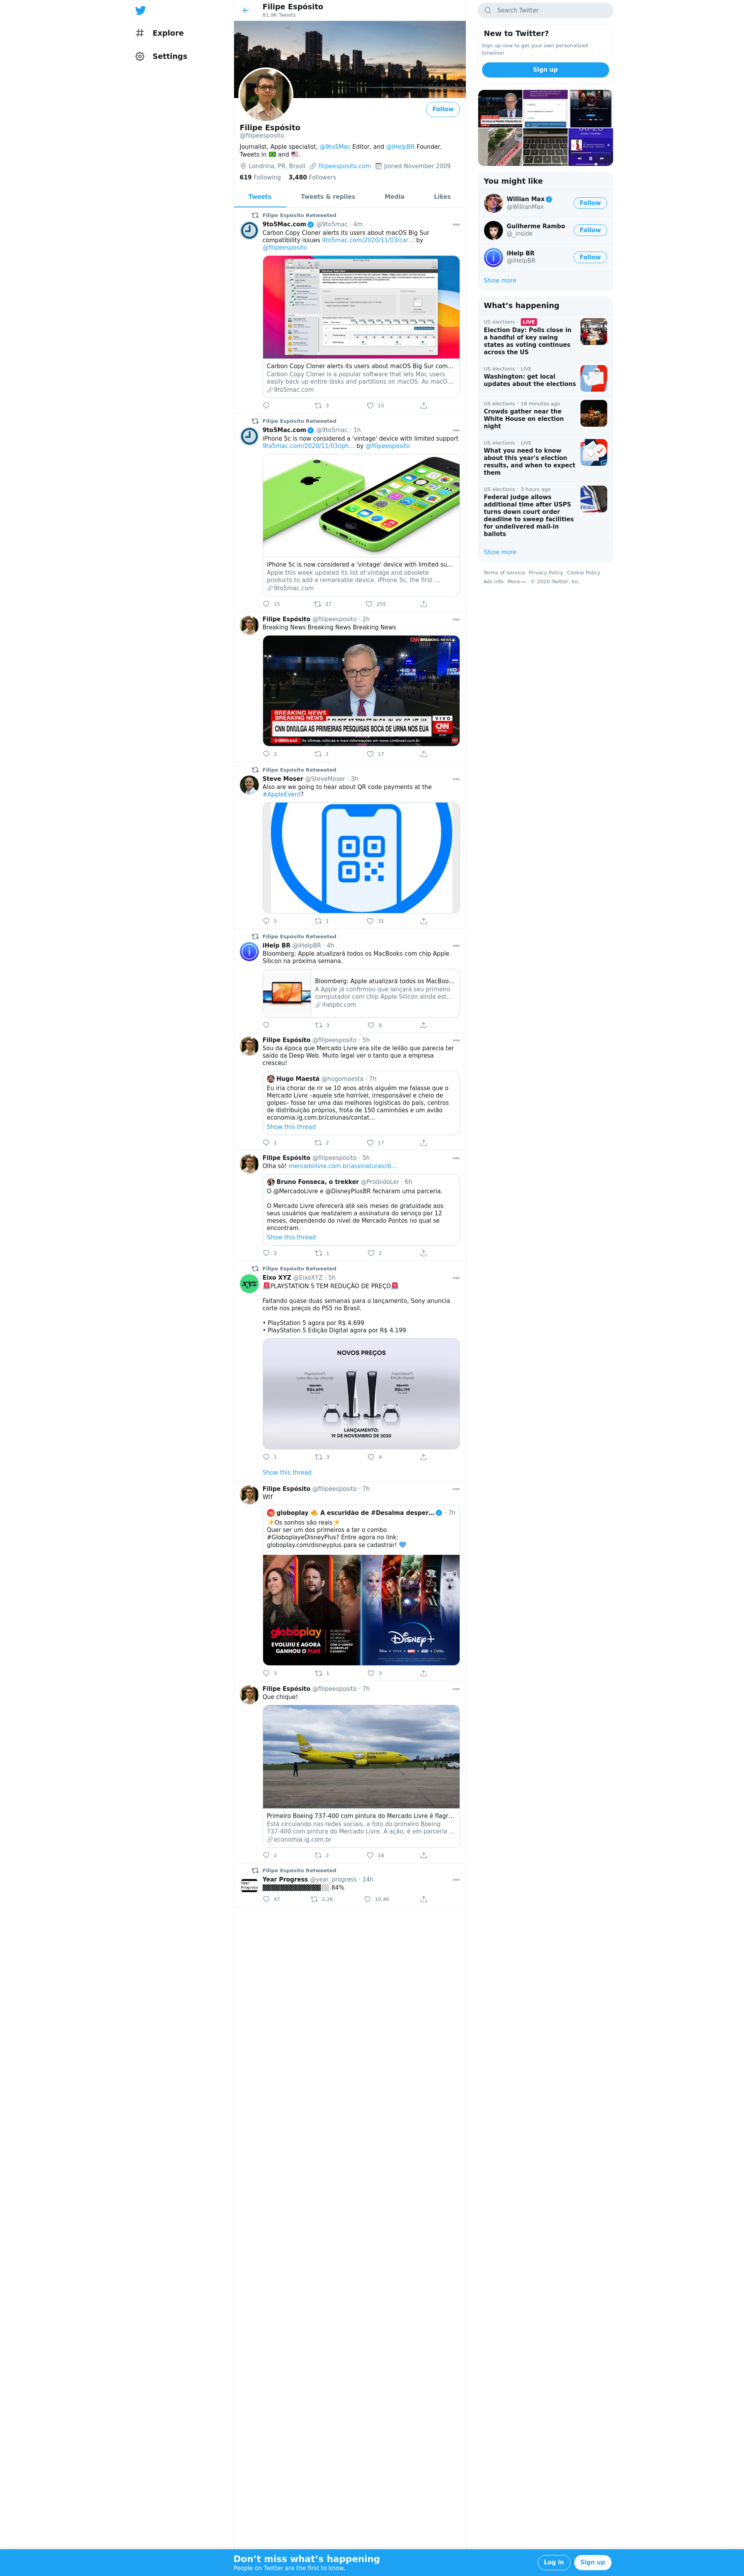 Explore
Settings
Filipe Espósito
81.9K Tweets
Follow
Filipe Espósito
@filipeesposito
Journalist, Apple specialist, @9to5Mac Editor, and @iHelpBR Founder.
Tweets in 🇧🇷 and 🇺🇸.
Londrina, PR, Brasil filipeesposito.com Joined November 2009
619 Following 3,480 Followers
Tweets Tweets & replies Media Likes
Filipe Espósito Retweeted
9to5Mac.com @9to5mac · 4m
Carbon Copy Cloner alerts its users about macOS Big Sur
compatibility issues 9to5mac.com/2020/11/03/car… by
@filipeesposito
Carbon Copy Cloner alerts its users about macOS Big Sur com...
Carbon Copy Cloner is a popular software that lets Mac users
easily back up entire disks and partitions on macOS. As macO...
9to5mac.com
3 15
Filipe Espósito Retweeted
9to5Mac.com @9to5mac · 1h
iPhone 5c is now considered a 'vintage' device with limited support
9to5mac.com/2020/11/03/iph… by @filipeesposito
iPhone 5c is now considered a 'vintage' device with limited su...
Apple this week updated its list of vintage and obsolete
products to add a remarkable device. iPhone 5c, the first ...
9to5mac.com
15 37 255
Filipe Espósito @filipeesposito · 2h
Breaking News Breaking News Breaking News
CNN BREAKING NEWS
BREAKING NEWS
BREAKING NEWS
VIVO
CNN DIVULGA AS PRIMEIRAS PESQUISAS BOCA DE URNA NOS EUA
CNN
BRASIL
2 1 17
Filipe Espósito Retweeted
Steve Moser @SteveMoser · 3h
Also are we going to hear about QR code payments at the
#AppleEvent?
5 1 31
Filipe Espósito Retweeted
iHelp BR @iHelpBR · 4h
Bloomberg: Apple atualizará todos os MacBooks com chip Apple
Silicon na próxima semana.
Bloomberg: Apple atualizará todos os MacBoo...
A Apple já confirmou que lançará seu primeiro
computador com chip Apple Silicon ainda est...
ihelpbr.com
3 9
Filipe Espósito @filipeesposito · 5h
Sou da época que Mercado Livre era site de leilão que parecia ter
saído da Deep Web. Muito legal ver o tanto que a empresa
cresceu!
Hugo Maestá @hugomaesta · 7h
Eu iria chorar de rir se 10 anos atrás alguém me falasse que o
Mercado Livre –aquele site horrível, irresponsável e cheio de
golpes– fosse ter uma das melhores logísticas do país, centros
de distribuição próprios, frota de 150 caminhões e um avião
economia.ig.com.br/colunas/contat…
Show this thread
1 2 17
Filipe Espósito @filipeesposito · 5h
Olha só! mercadolivre.com.br/assinaturas/di…
Bruno Fonseca, o trekker @ProibidoLer · 6h
O @MercadoLivre e @DisneyPlusBR fecharam uma parceria.
O Mercado Livre oferecerá até seis meses de gratuidade aos
seus usuários que realizarem a assinatura do serviço por 12
meses, dependendo do nível de Mercado Pontos no qual se
encontram.
Show this thread
2 1 2
Filipe Espósito Retweeted
xyz
Eixo XYZ @EixoXYZ · 5h
🚨PLAYSTATION 5 TEM REDUÇÃO DE PREÇO🚨
Faltando quase duas semanas para o lançamento, Sony anuncia
corte nos preços do PS5 no Brasil.
• PlayStation 5 agora por R$ 4.699
• PlayStation 5 Edição Digital agora por R$ 4.199
NOVOS PREÇOS
LANÇAMENTO:
19 DE NOVEMBRO DE 2020
1 3 4
Show this thread
Filipe Espósito @filipeesposito · 7h
Wtf
globoplay 🔥 A escuridão de #Desalma desper... · 7h
✨Os sonhos são reais✨
Quer ser um dos primeiros a ter o combo
#GloboplayeDisneyPlus? Entre agora no link:
globoplay.com/disneyplus para se cadastrar! 💙
globoplay
EVOLUIU E AGORA
GANHOU O PLUS
Disney+
3 1 3
Filipe Espósito @filipeesposito · 7h
Que chique!
Primeiro Boeing 737-400 com pintura do Mercado Livre é flagr...
Está circulando nas redes sociais, a foto do primeiro Boeing
737-400 com pintura do Mercado Livre. A ação, é em parceria ...
economia.ig.com.br
2 2 18
Filipe Espósito Retweeted
Year
Progress
Year Progress @year_progress · 14h
▓▓▓▓▓▓▓▓▓▓▓▓▓░░ 84%
47 2.2K 10.4K
Search Twitter
New to Twitter?
Sign up now to get your own personalized
timeline!
Sign up
You might like
Willian Max
@WillianMax
Follow
Guilherme Rambo
@_inside
Follow
iHelp BR
@iHelpBR
Follow
Show more
What's happening
US elections · LIVE
Election Day: Polls close in
a handful of key swing
states as voting continues
across the US
US elections · LIVE
Washington: get local
updates about the elections
US elections · 18 minutes ago
Crowds gather near the
White House on election
night
US elections · LIVE
What you need to know
about this year's election
results, and when to expect
them
US elections · 3 hours ago
Federal judge allows
additional time after USPS
turns down court order
deadline to sweep facilities
for undelivered mail-in
ballots
Show more
Terms of Service Privacy Policy Cookie Policy
Ads info More © 2020 Twitter, Inc.
Don't miss what's happening
People on Twitter are the first to know.
Log in
Sign up